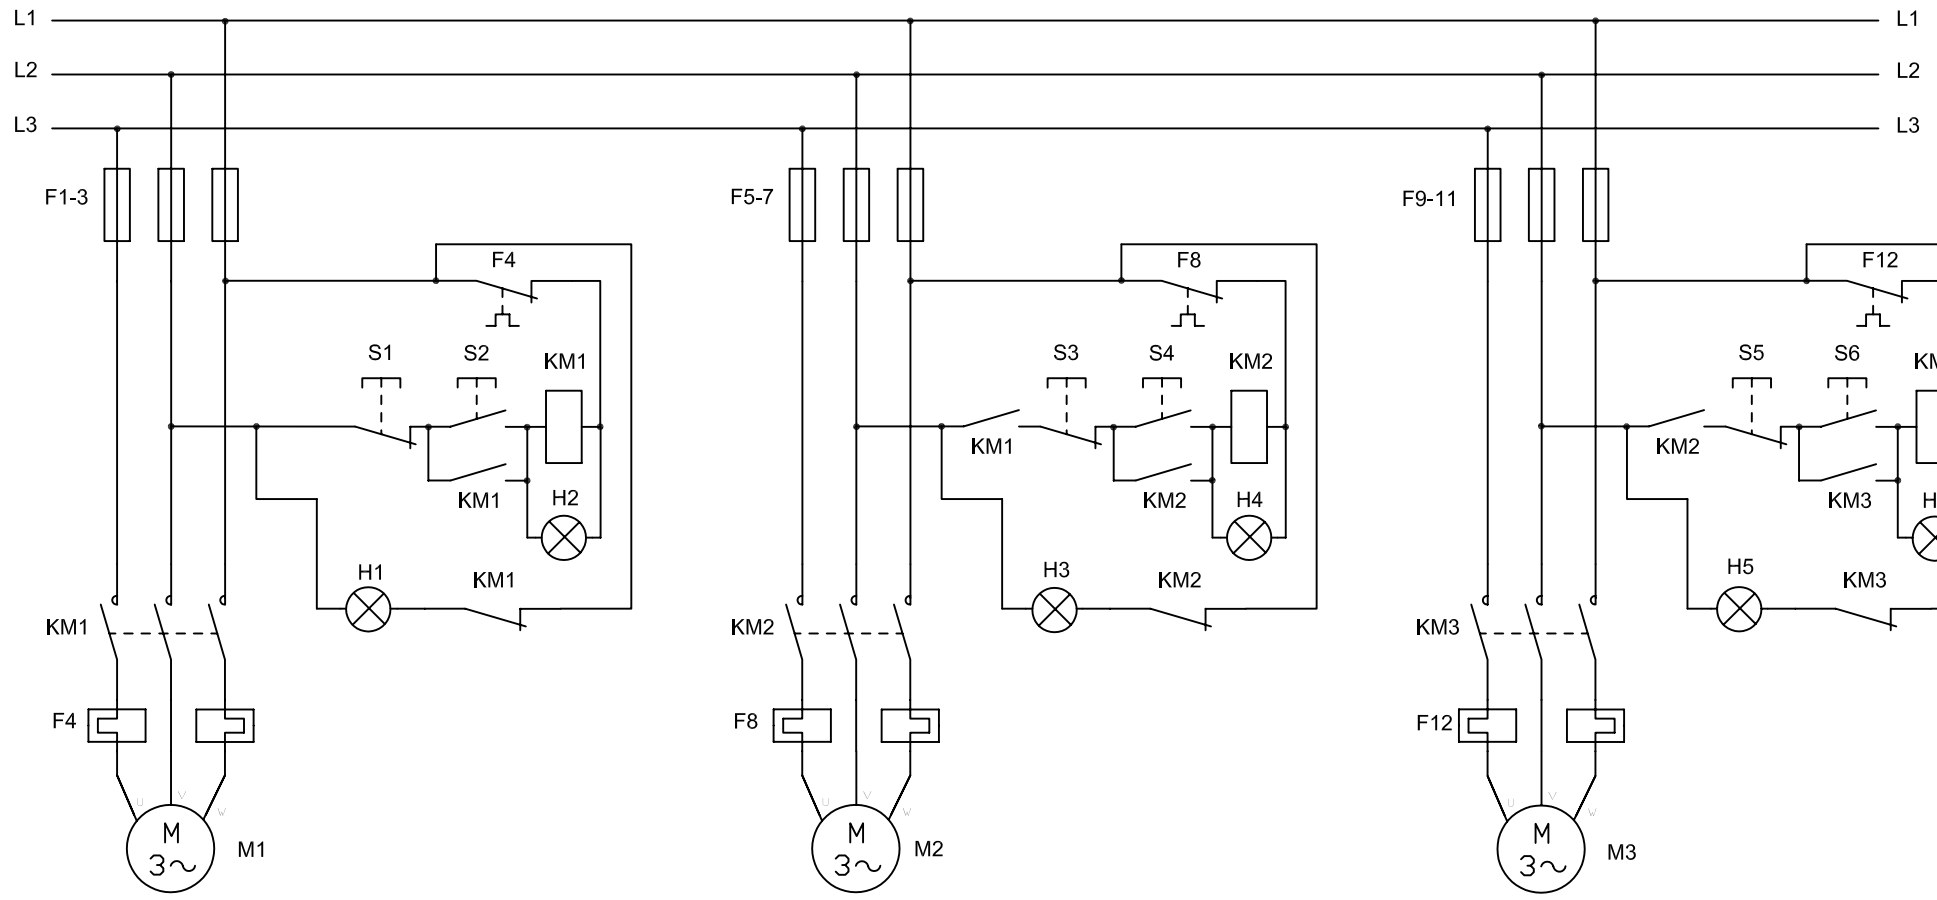 L1 L1
L2 L2
L3 L3
F1-3 F5-7 F9-11
F4 F8 F12
S1 S2 KM1 S3 S4 KM2 S5 S6
KM1 KM2
KM1 H2 KM2 H4 KM3
H1 KM1 H3 KM2 H5 KM3
KM1 KM2 KM3
F4 F8 F12
U V W U V W U V W
M 3~ M1 M 3~ M2 M 3~ M3